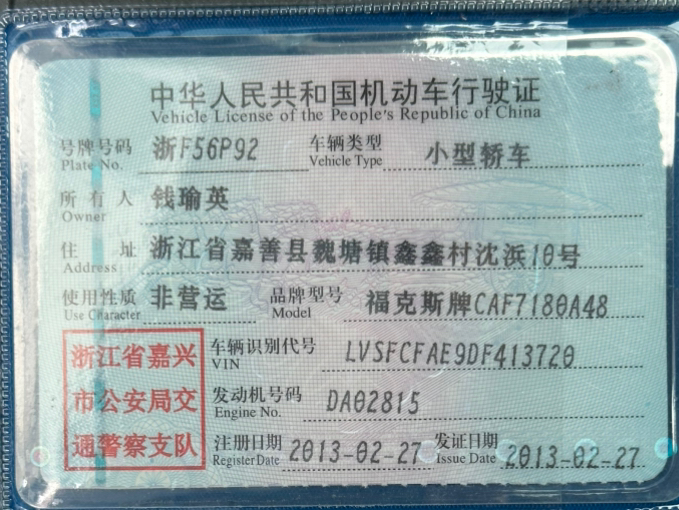 中华人民共和国机动车行驶证
Vehicle License of the People's Republic of China
号牌号码 浙F56P92 车辆类型 小型轿车
Plate No. Vehicle Type
所有人 钱瑜英
Owner
住址 浙江省嘉善县魏塘镇鑫鑫村沈浜10号
Address
使用性质 非营运 品牌型号 福克斯牌CAF7180A48
Use Character Model
浙江省嘉兴
市公安局交
通警察支队
车辆识别代号 LVSFCFAE9DF413720
VIN
发动机号码 DA02815
Engine No.
注册日期 2013-02-27 发证日期 2013-02-27
Register Date Issue Date